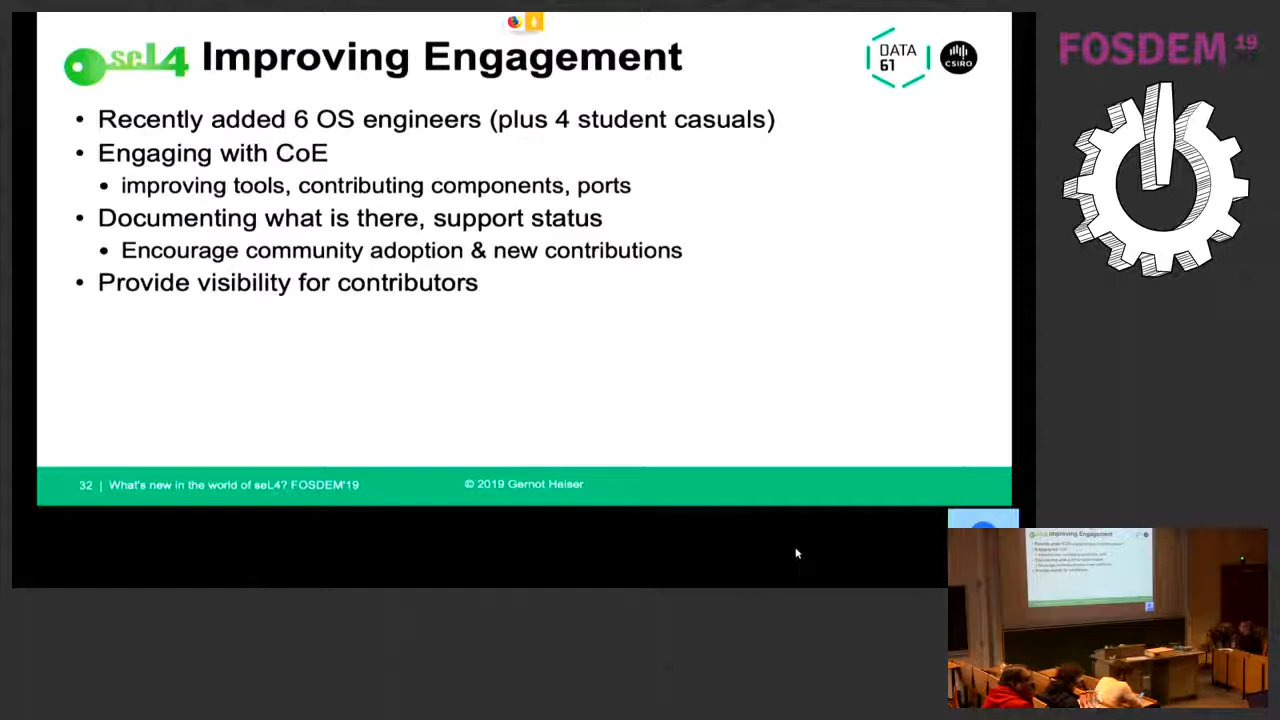 seL4 Improving Engagement
DATA
61
CSIRO
FOSDEM 19
• Recently added 6 OS engineers (plus 4 student casuals)
• Engaging with CoE
• improving tools, contributing components, ports
• Documenting what is there, support status
• Encourage community adoption & new contributions
• Provide visibility for contributors
32 | What's new in the world of seL4? FOSDEM'19
© 2019 Gernot Heiser
Improving Engagement